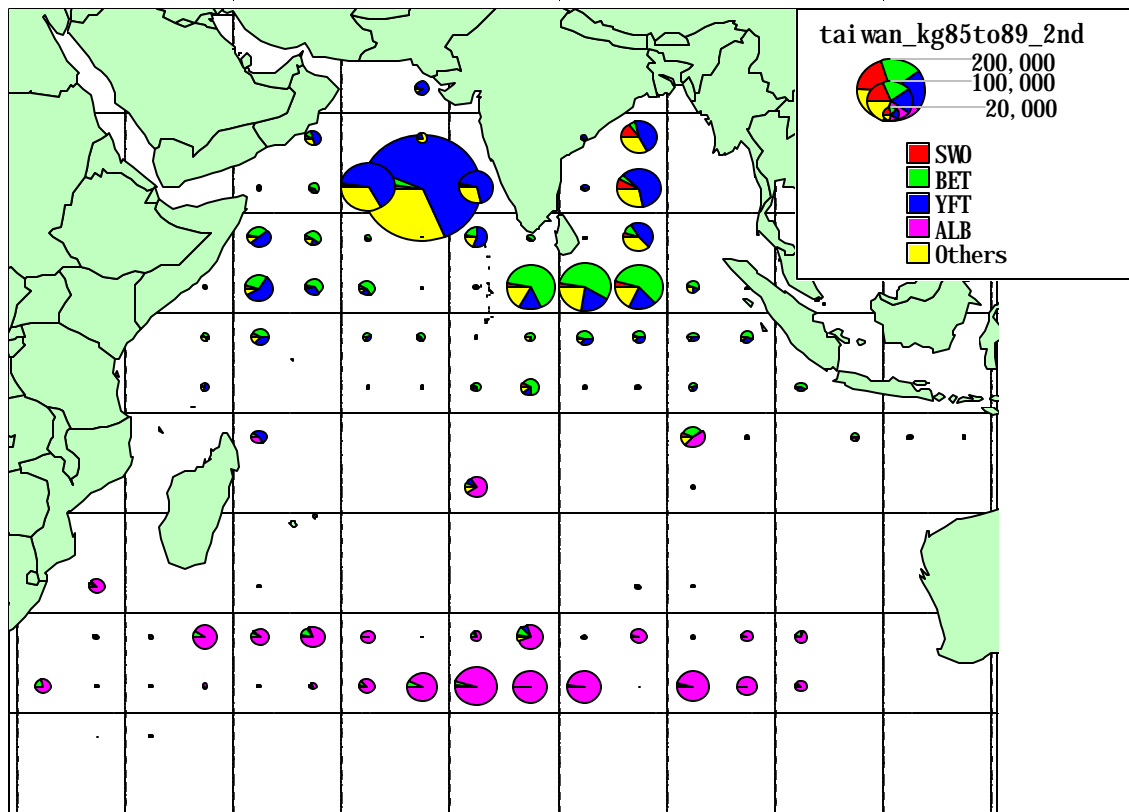 taiwan_kg85to89_2nd
200,000
100,000
20,000
SWO
BET
YFT
ALB
Others